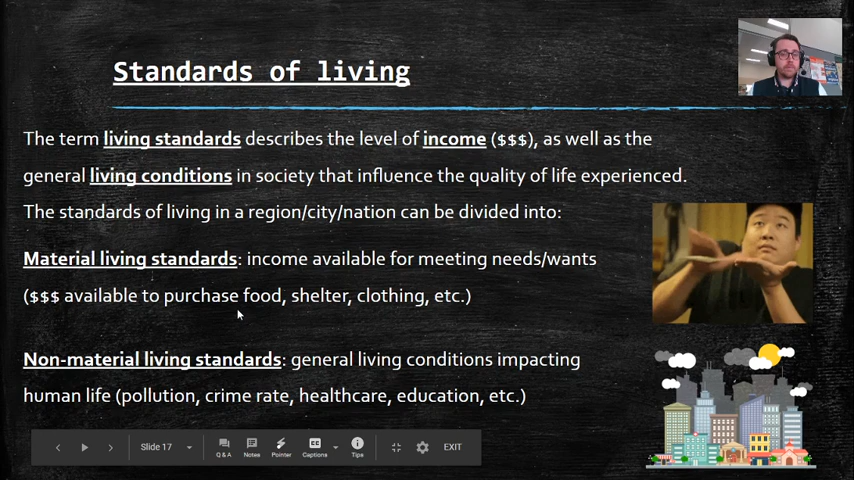 Standards of living
The term living standards describes the level of income ($$$), as well as the
general living conditions in society that influence the quality of life experienced.
The standards of living in a region/city/nation can be divided into:
Material living standards: income available for meeting needs/wants
($$$ available to purchase food, shelter, clothing, etc.)
Non-material living standards: general living conditions impacting
human life (pollution, crime rate, healthcare, education, etc.)
Slide 17
Q & A
Notes
Pointer
CC
Captions
Tips
EXIT